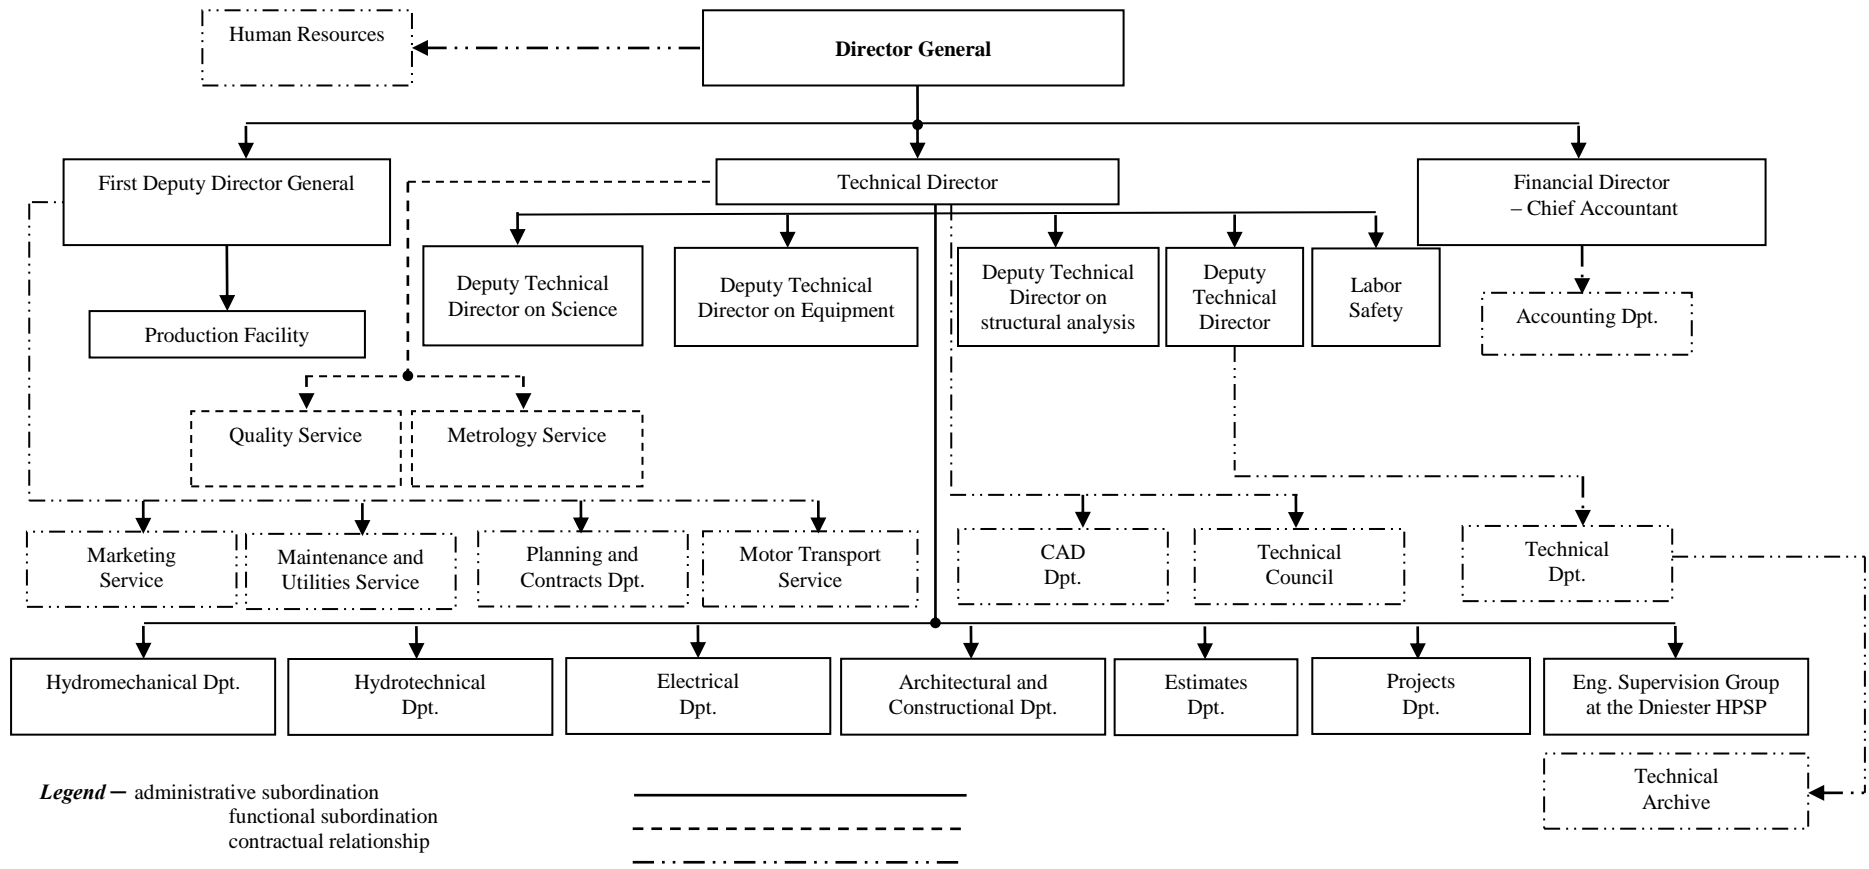 Human Resources
Director General
First Deputy Director General
Technical Director
Financial Director
– Chief Accountant
Deputy Technical
Director on Science
Deputy Technical
Director on Equipment
Deputy Technical
Director on
structural analysis
Deputy
Technical
Director
Labor
Safety
Production Facility
Accounting Dpt.
Quality Service
Metrology Service
Marketing
Service
Maintenance and
Utilities Service
Planning and
Contracts Dpt.
Motor Transport
Service
CAD
Dpt.
Technical
Council
Technical
Dpt.
Hydromechanical Dpt.
Hydrotechnical
Dpt.
Electrical
Dpt.
Architectural and
Constructional Dpt.
Estimates
Dpt.
Projects
Dpt.
Eng. Supervision Group
at the Dniester HPSP
Technical
Archive
Legend – administrative subordination
functional subordination
contractual relationship